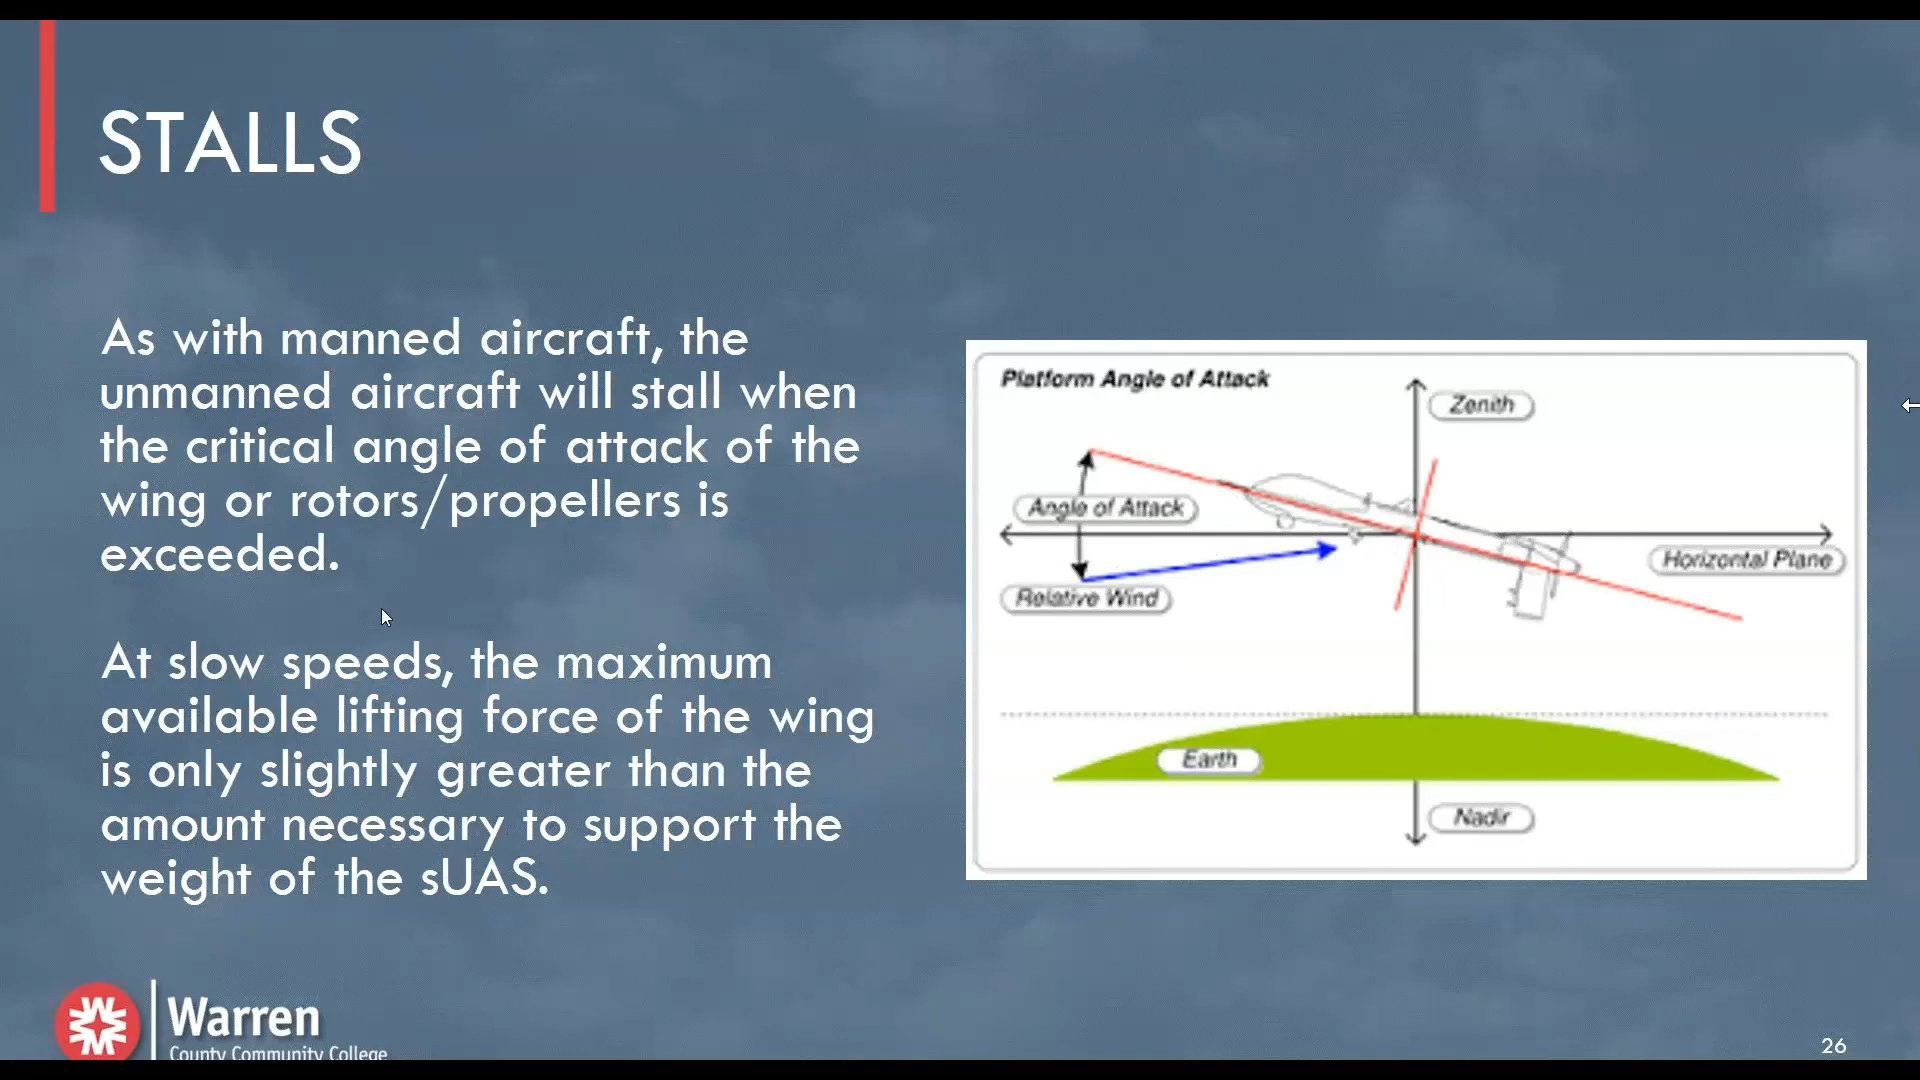 STALLS
As with manned aircraft, the
unmanned aircraft will stall when
the critical angle of attack of the
wing or rotors/propellers is
exceeded.
At slow speeds, the maximum
available lifting force of the wing
is only slightly greater than the
amount necessary to support the
weight of the sUAS.
Platform Angle of Attack
Zenith
Angle of Attack
Horizontal Plane
Relative Wind
Earth
Nadir
Warren
County Community College
26